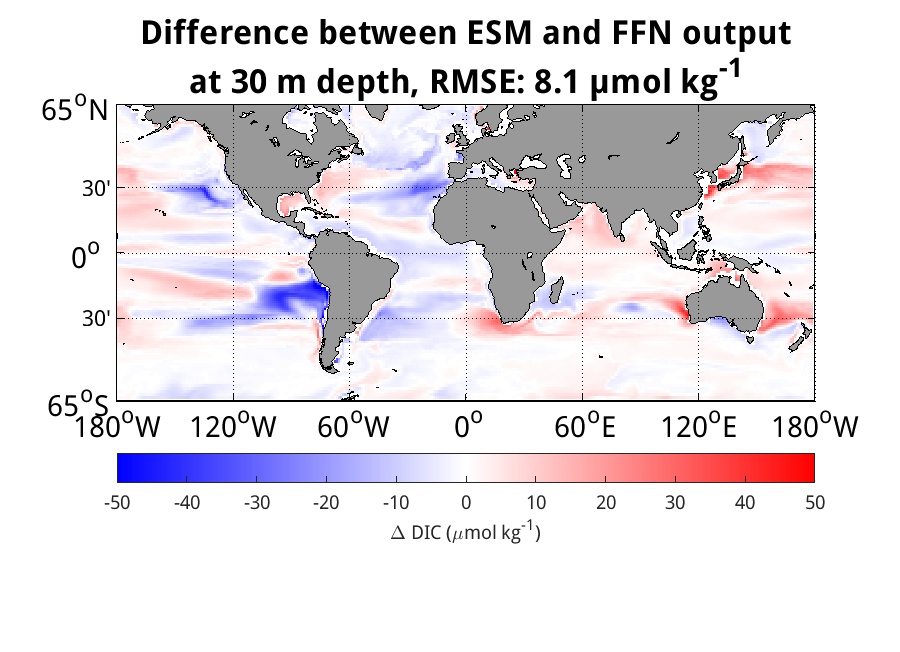 Difference between ESM and FFN output
at 30 m depth, RMSE: 8.1 μmol kg⁻¹
65°N
30'
0°
30'
65°S
180°W 120°W 60°W 0° 60°E 120°E 180°W
-50 -40 -30 -20 -10 0 10 20 30 40 50
Δ DIC (μmol kg⁻¹)